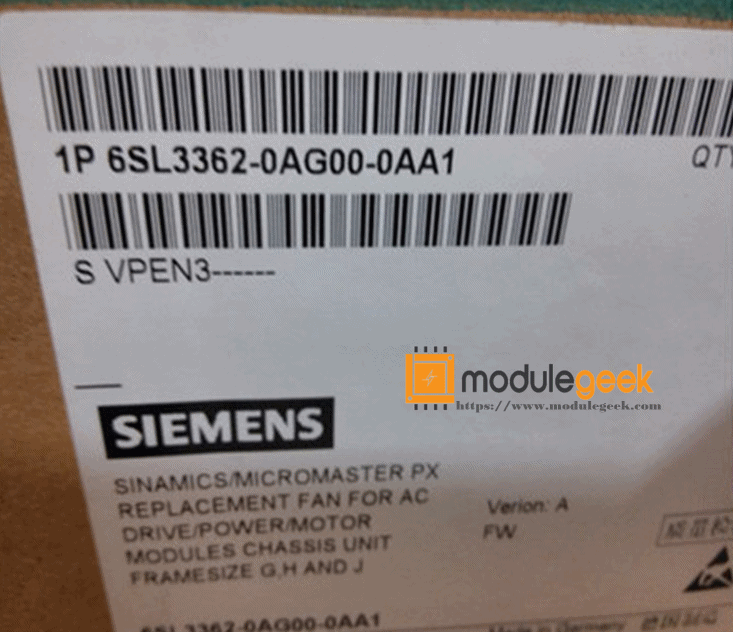 1P 6SL3362-0AG00-0AA1
QTY
S VPEN3------
modulegeek
https://www.modulegeek.com
SIEMENS
SINAMICS/MICROMASTER PX
REPLACEMENT FAN FOR AC
DRIVE/POWER/MOTOR
MODULES CHASSIS UNIT
FRAMESIZE G,H AND J
Verion: A
FW
6SL3362-0AG00-0AA1
Made in Germany